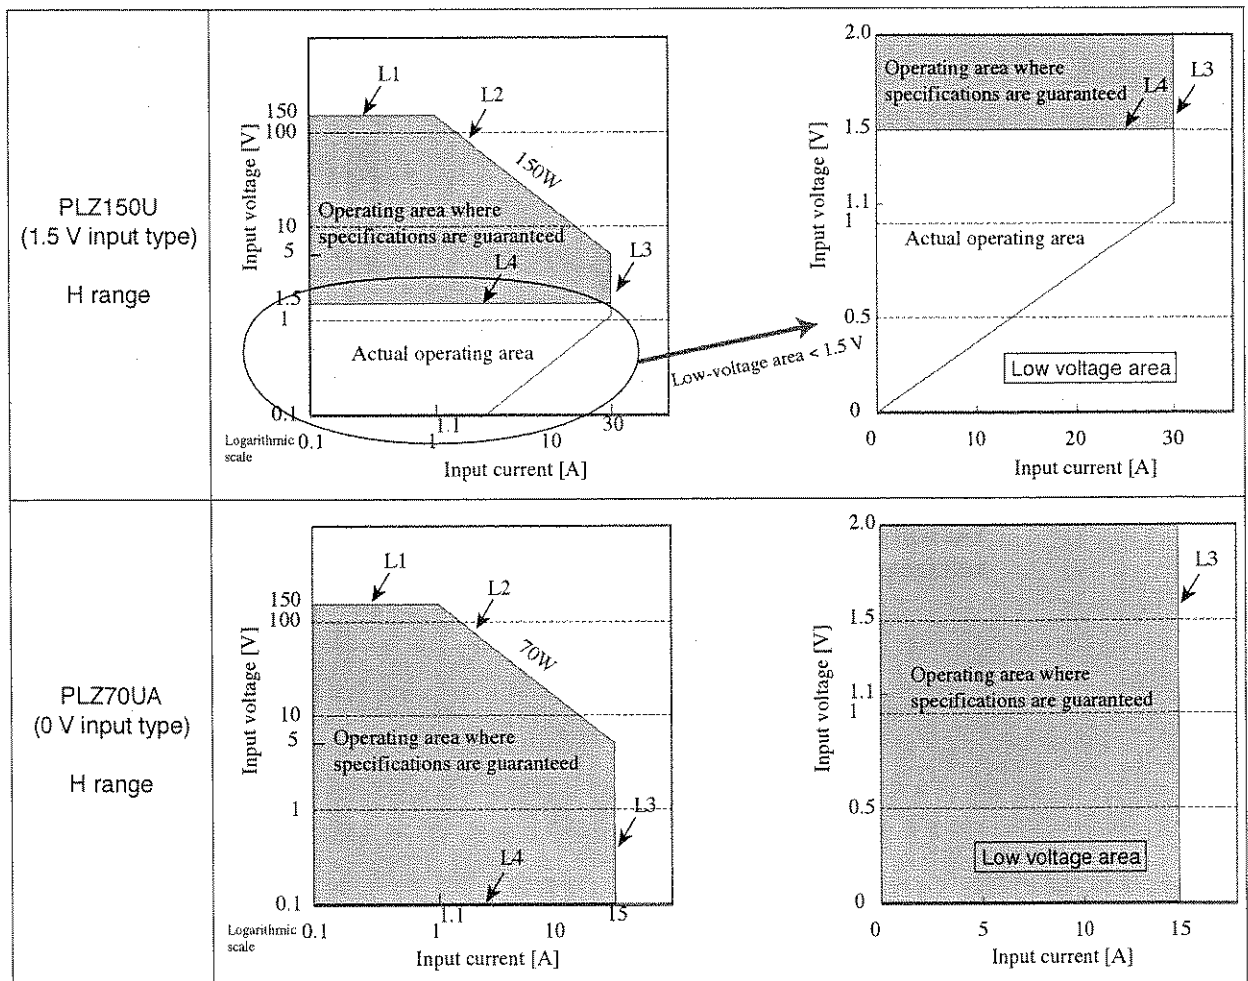 PLZ150U
(1.5 V input type)
H range
L1
L2
150W
Operating area where
specifications are guaranteed
L3
L4
Actual operating area
Input voltage [V]
150
100
10
5
1.5
1
0.1
Logarithmic
scale
0.1
1
1.1
10
30
Input current [A]
Low-voltage area < 1.5 V
2.0
1.5
1.1
1
0.5
0
Input voltage [V]
Operating area where
specifications are guaranteed
L4
L3
Actual operating area
Low voltage area
0
10
20
30
Input current [A]
PLZ70UA
(0 V input type)
H range
L1
L2
70W
Operating area where
specifications are guaranteed
L3
L4
Input voltage [V]
150
100
10
5
1
0.1
Logarithmic
scale
0.1
1
1.1
10
15
Input current [A]
2.0
1.5
1.1
1
0.5
0
Input voltage [V]
L3
Operating area where
specifications are guaranteed
Low voltage area
0
5
10
15
Input current [A]